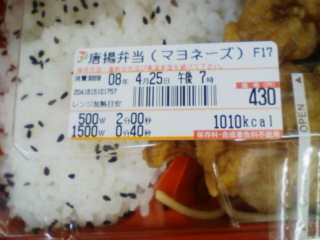 唐揚弁当(マヨネーズ) F17
消費期限 08年 4月25日 午後 7時
2041815101757
430
レンジ加熱目安
500W 2分00秒
1500W 0分40秒
1010kcal
保存料・合成着色料不使用
OPEN